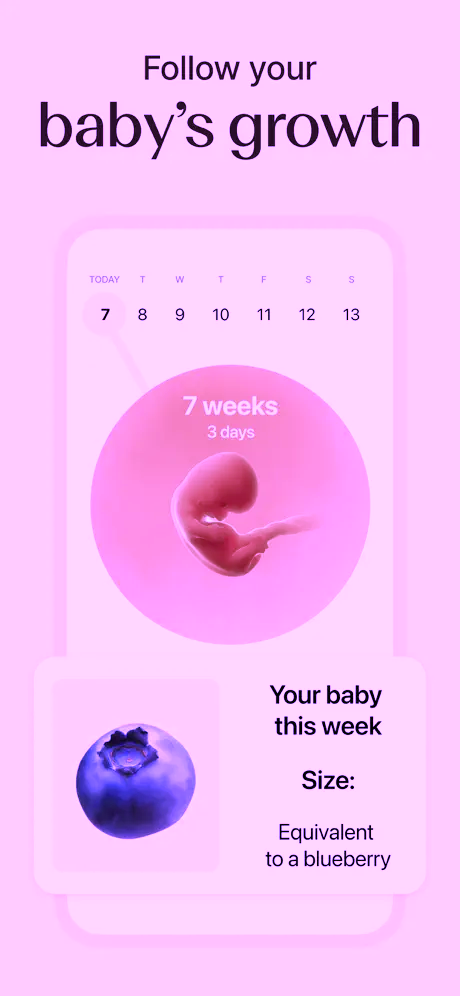 Follow your
baby's growth
TODAY T W T F S S
7 8 9 10 11 12 13
7 weeks
3 days
Your baby
this week
Size:
Equivalent
to a blueberry